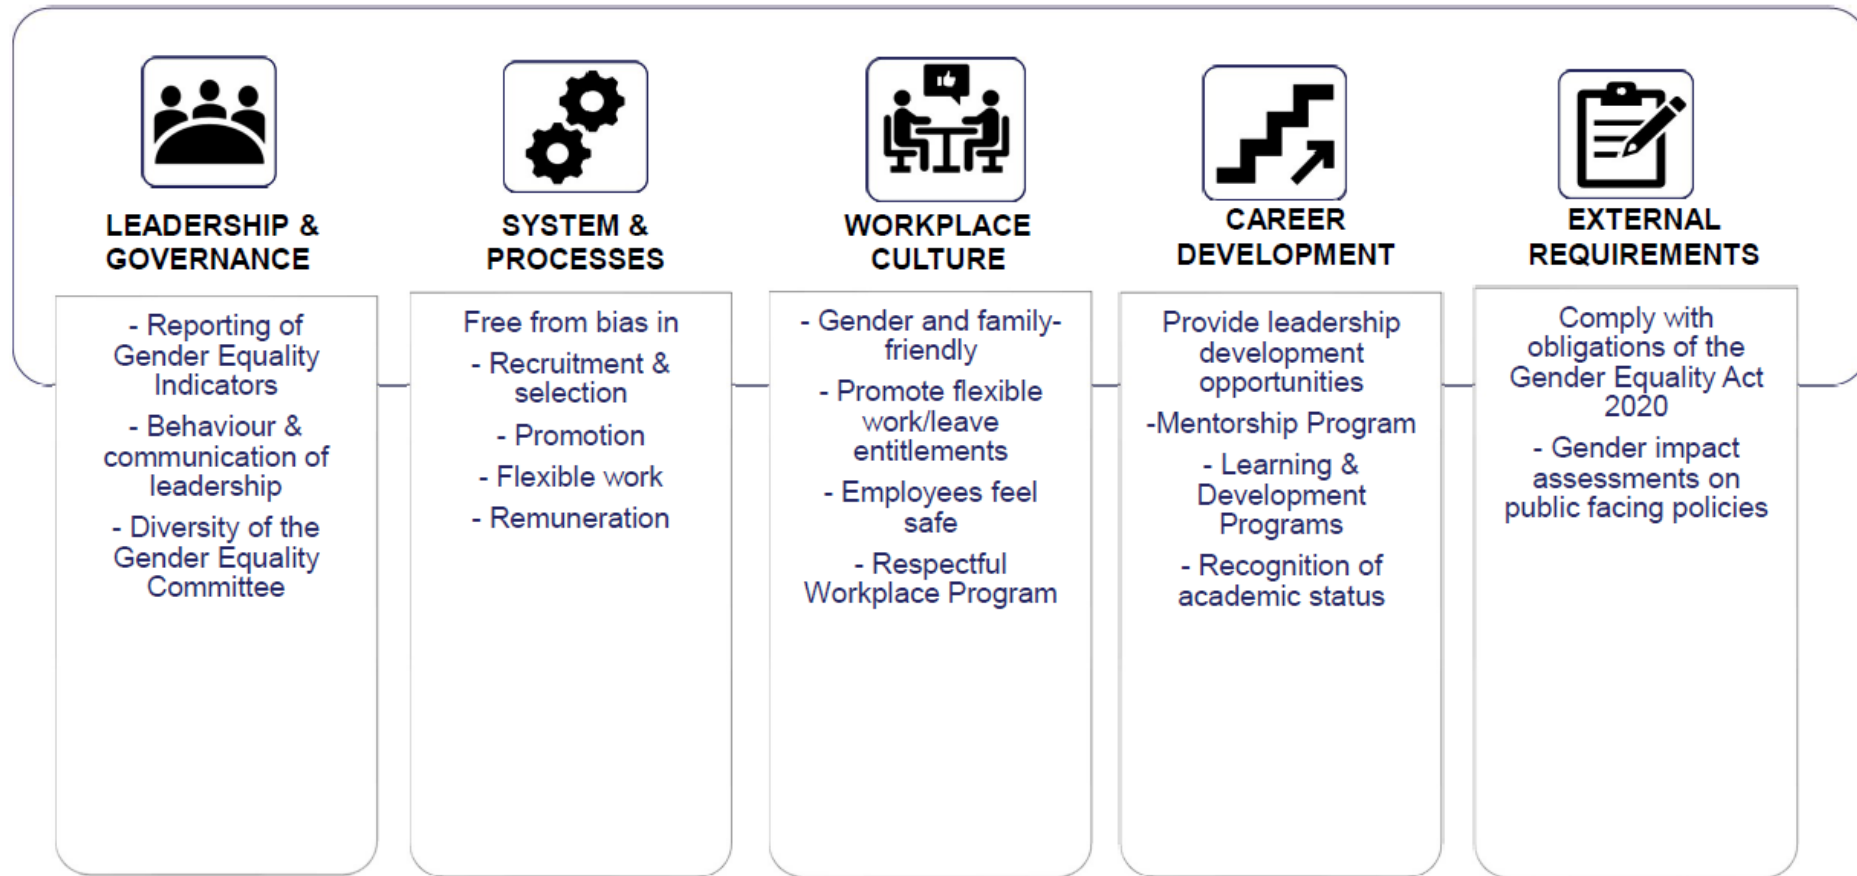 LEADERSHIP &
GOVERNANCE
- Reporting of
Gender Equality
Indicators
- Behaviour &
communication of
leadership
- Diversity of the
Gender Equality
Committee
SYSTEM &
PROCESSES
Free from bias in
- Recruitment &
selection
- Promotion
- Flexible work
- Remuneration
WORKPLACE
CULTURE
- Gender and family-
friendly
- Promote flexible
work/leave
entitlements
- Employees feel
safe
- Respectful
Workplace Program
CAREER
DEVELOPMENT
Provide leadership
development
opportunities
-Mentorship Program
- Learning &
Development
Programs
- Recognition of
academic status
EXTERNAL
REQUIREMENTS
Comply with
obligations of the
Gender Equality Act
2020
- Gender impact
assessments on
public facing policies